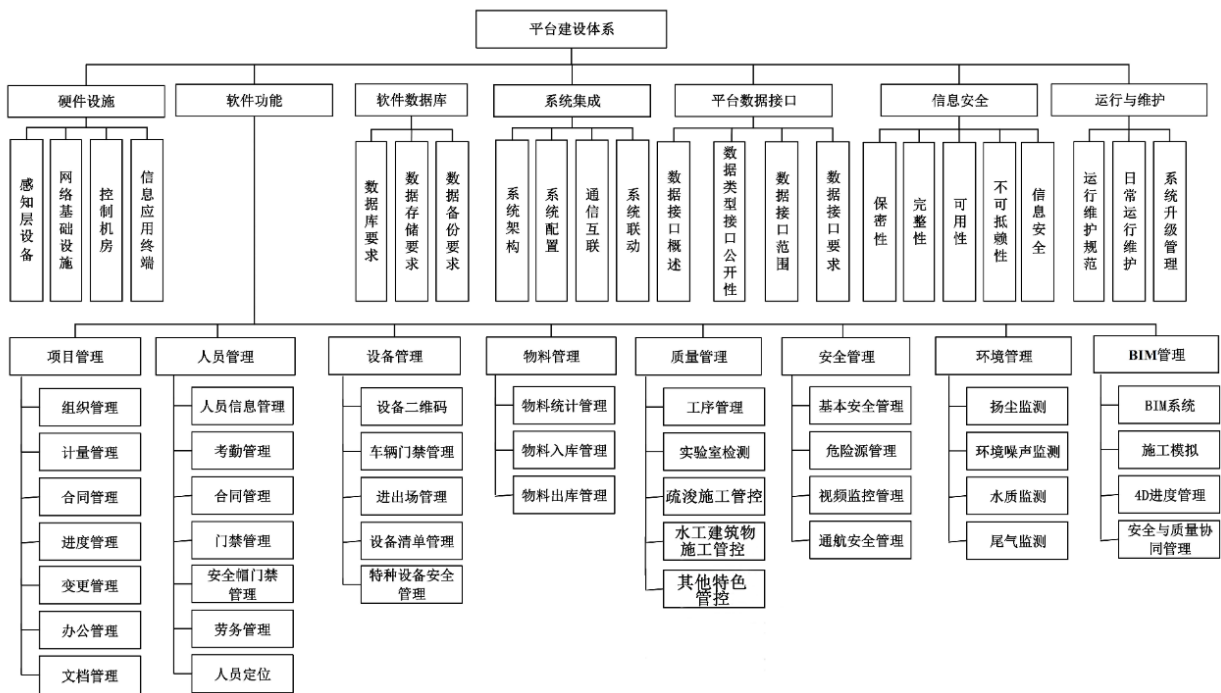 平台建设体系
硬件设施
软件功能
软件数据库
系统集成
平台数据接口
信息安全
运行与维护
感知层设备
网络基础设施
控制机房
信息应用终端
数据库要求
数据存储要求
数据备份要求
系统架构
系统配置
通信互联
系统联动
数据接口概述
数据类型接口公开性
数据接口范围
数据接口要求
保密性
完整性
可用性
不可抵赖性
信息安全
运行维护规范
日常运行维护
系统升级管理
项目管理
组织管理
计量管理
合同管理
进度管理
变更管理
办公管理
文档管理
人员管理
人员信息管理
考勤管理
合同管理
门禁管理
安全帽门禁
管理
劳务管理
人员定位
设备管理
设备二维码
车辆门禁管理
进出场管理
设备清单管理
特种设备安全
管理
物料管理
物料统计管理
物料入库管理
物料出库管理
质量管理
工序管理
实验室检测
疏浚施工管控
水工建筑物
施工管控
其他特色
管控
安全管理
基本安全管理
危险源管理
视频监控管理
通航安全管理
环境管理
扬尘监测
环境噪声监测
水质监测
尾气监测
BIM管理
BIM系统
施工模拟
4D进度管理
安全与质量协
同管理